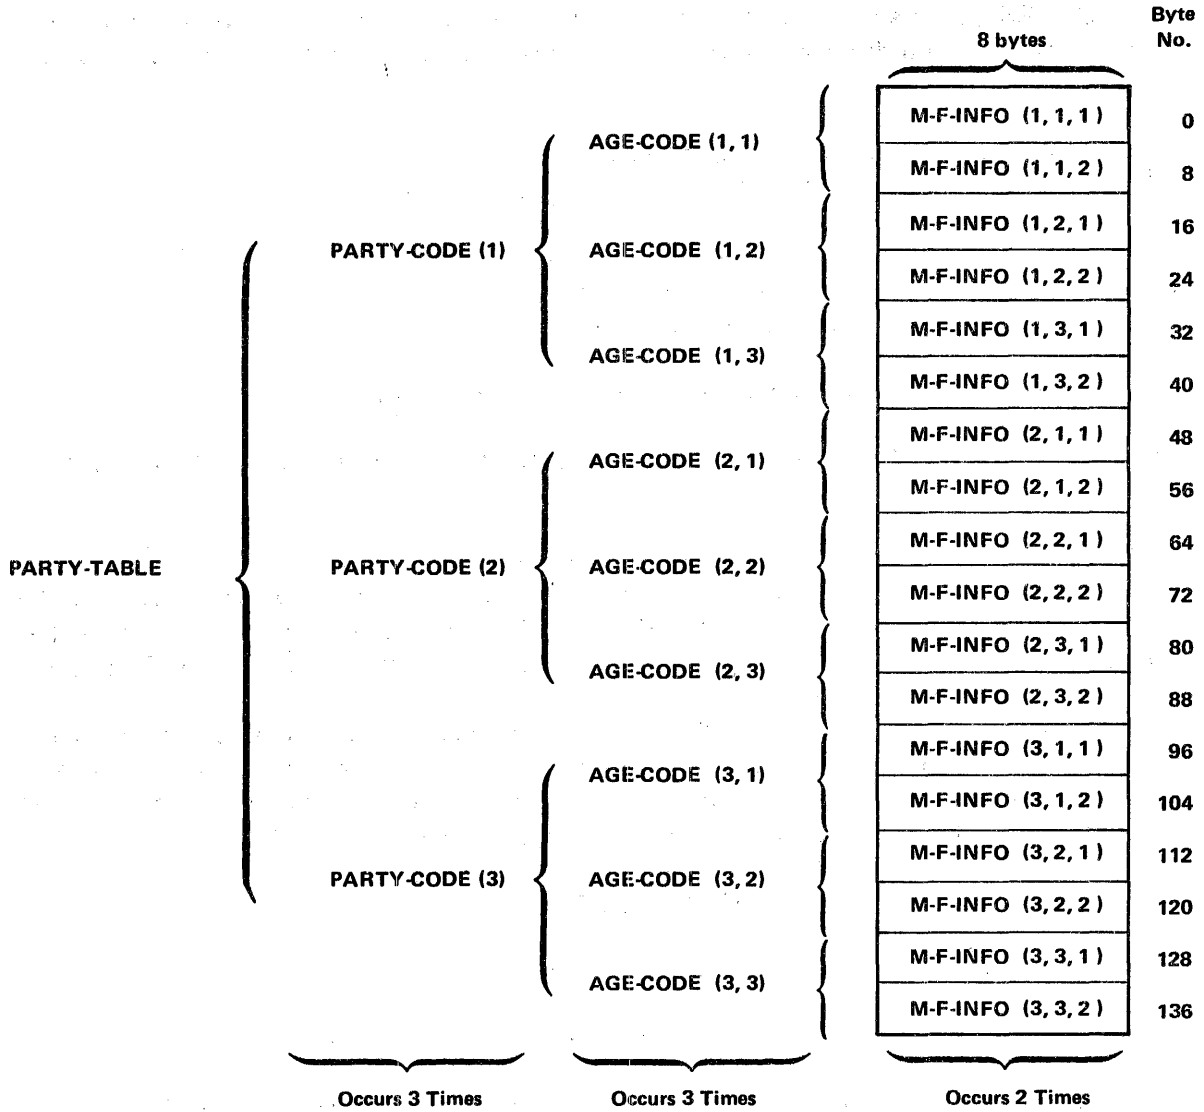 Byte
No.
8 bytes
M-F-INFO (1, 1, 1) 0
AGE-CODE (1, 1)
M-F-INFO (1, 1, 2) 8
M-F-INFO (1, 2, 1) 16
PARTY-CODE (1) AGE-CODE (1, 2)
M-F-INFO (1, 2, 2) 24
M-F-INFO (1, 3, 1) 32
AGE-CODE (1, 3)
M-F-INFO (1, 3, 2) 40
M-F-INFO (2, 1, 1) 48
AGE-CODE (2, 1)
M-F-INFO (2, 1, 2) 56
M-F-INFO (2, 2, 1) 64
PARTY-TABLE PARTY-CODE (2) AGE-CODE (2, 2)
M-F-INFO (2, 2, 2) 72
M-F-INFO (2, 3, 1) 80
AGE-CODE (2, 3)
M-F-INFO (2, 3, 2) 88
M-F-INFO (3, 1, 1) 96
AGE-CODE (3, 1)
M-F-INFO (3, 1, 2) 104
M-F-INFO (3, 2, 1) 112
PARTY-CODE (3) AGE-CODE (3, 2)
M-F-INFO (3, 2, 2) 120
M-F-INFO (3, 3, 1) 128
AGE-CODE (3, 3)
M-F-INFO (3, 3, 2) 136
Occurs 3 Times Occurs 3 Times Occurs 2 Times